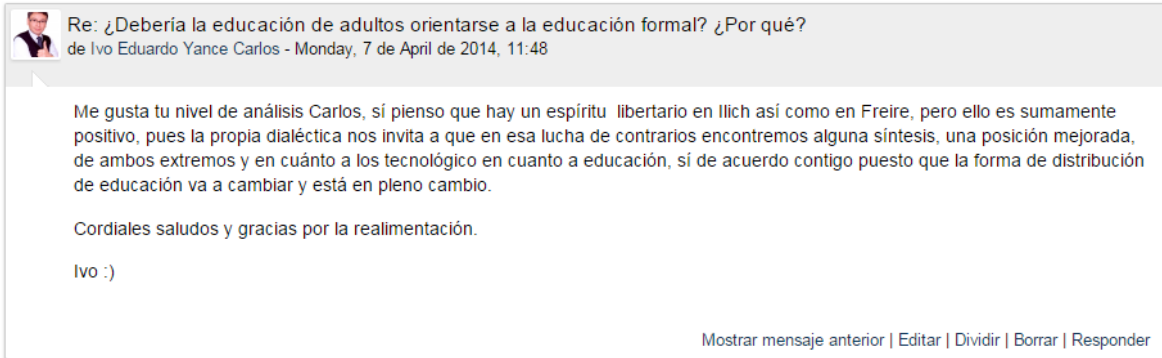 Re: ¿Debería la educación de adultos orientarse a la educación formal? ¿Por qué?
de Ivo Eduardo Yance Carlos - Monday, 7 de April de 2014, 11:48
Me gusta tu nivel de análisis Carlos, sí pienso que hay un espíritu libertario en Ilich así como en Freire, pero ello es sumamente
positivo, pues la propia dialéctica nos invita a que en esa lucha de contrarios encontremos alguna síntesis, una posición mejorada,
de ambos extremos y en cuánto a los tecnológico en cuanto a educación, sí de acuerdo contigo puesto que la forma de distribución
de educación va a cambiar y está en pleno cambio.
Cordiales saludos y gracias por la realimentación.
Ivo :)
Mostrar mensaje anterior | Editar | Dividir | Borrar | Responder